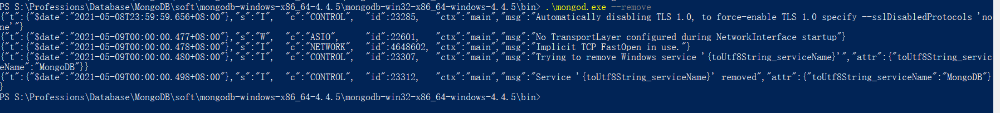 PS S:\Professions\Database\MongoDB\soft\mongodb-windows-x86_64-4.4.5\mongodb-win32-x86_64-windows-4.4.5\bin> .\mongod.exe --remove
{"t":{"$date":"2021-05-08T23:59:59.656+08:00"},"s":"I",  "c":"CONTROL",  "id":23285,   "ctx":"main","msg":"Automatically disabling TLS 1.0, to force-enable TLS 1.0 specify --sslDisabledProtocols 'no
ne'"}
{"t":{"$date":"2021-05-09T00:00:00.477+08:00"},"s":"W",  "c":"ASIO",     "id":22601,   "ctx":"main","msg":"No TransportLayer configured during NetworkInterface startup"}
{"t":{"$date":"2021-05-09T00:00:00.478+08:00"},"s":"I",  "c":"NETWORK",  "id":4648602, "ctx":"main","msg":"Implicit TCP FastOpen in use."}
{"t":{"$date":"2021-05-09T00:00:00.480+08:00"},"s":"I",  "c":"CONTROL",  "id":23307,   "ctx":"main","msg":"Trying to remove Windows service '{toUtf8String_serviceName}'","attr":{"toUtf8String_servic
eName":"MongoDB"}}
{"t":{"$date":"2021-05-09T00:00:00.498+08:00"},"s":"I",  "c":"CONTROL",  "id":23312,   "ctx":"main","msg":"Service '{toUtf8String_serviceName}' removed","attr":{"toUtf8String_serviceName":"MongoDB"}
}
PS S:\Professions\Database\MongoDB\soft\mongodb-windows-x86_64-4.4.5\mongodb-win32-x86_64-windows-4.4.5\bin>